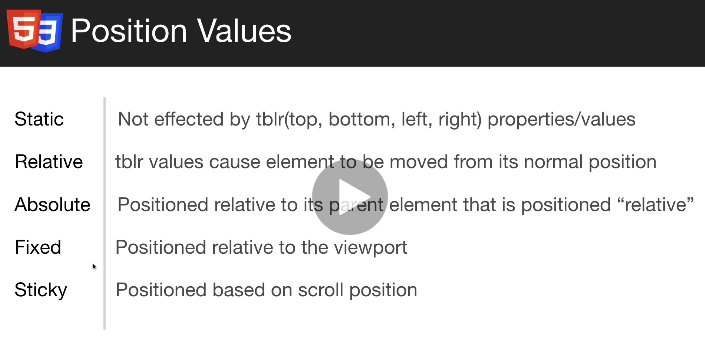 5 3 Position Values
Static Not effected by tblr(top, bottom, left, right) properties/values
Relative tblr values cause element to be moved from its normal position
Absolute Positioned relative to its parent element that is positioned “relative”
Fixed Positioned relative to the viewport
Sticky Positioned based on scroll position